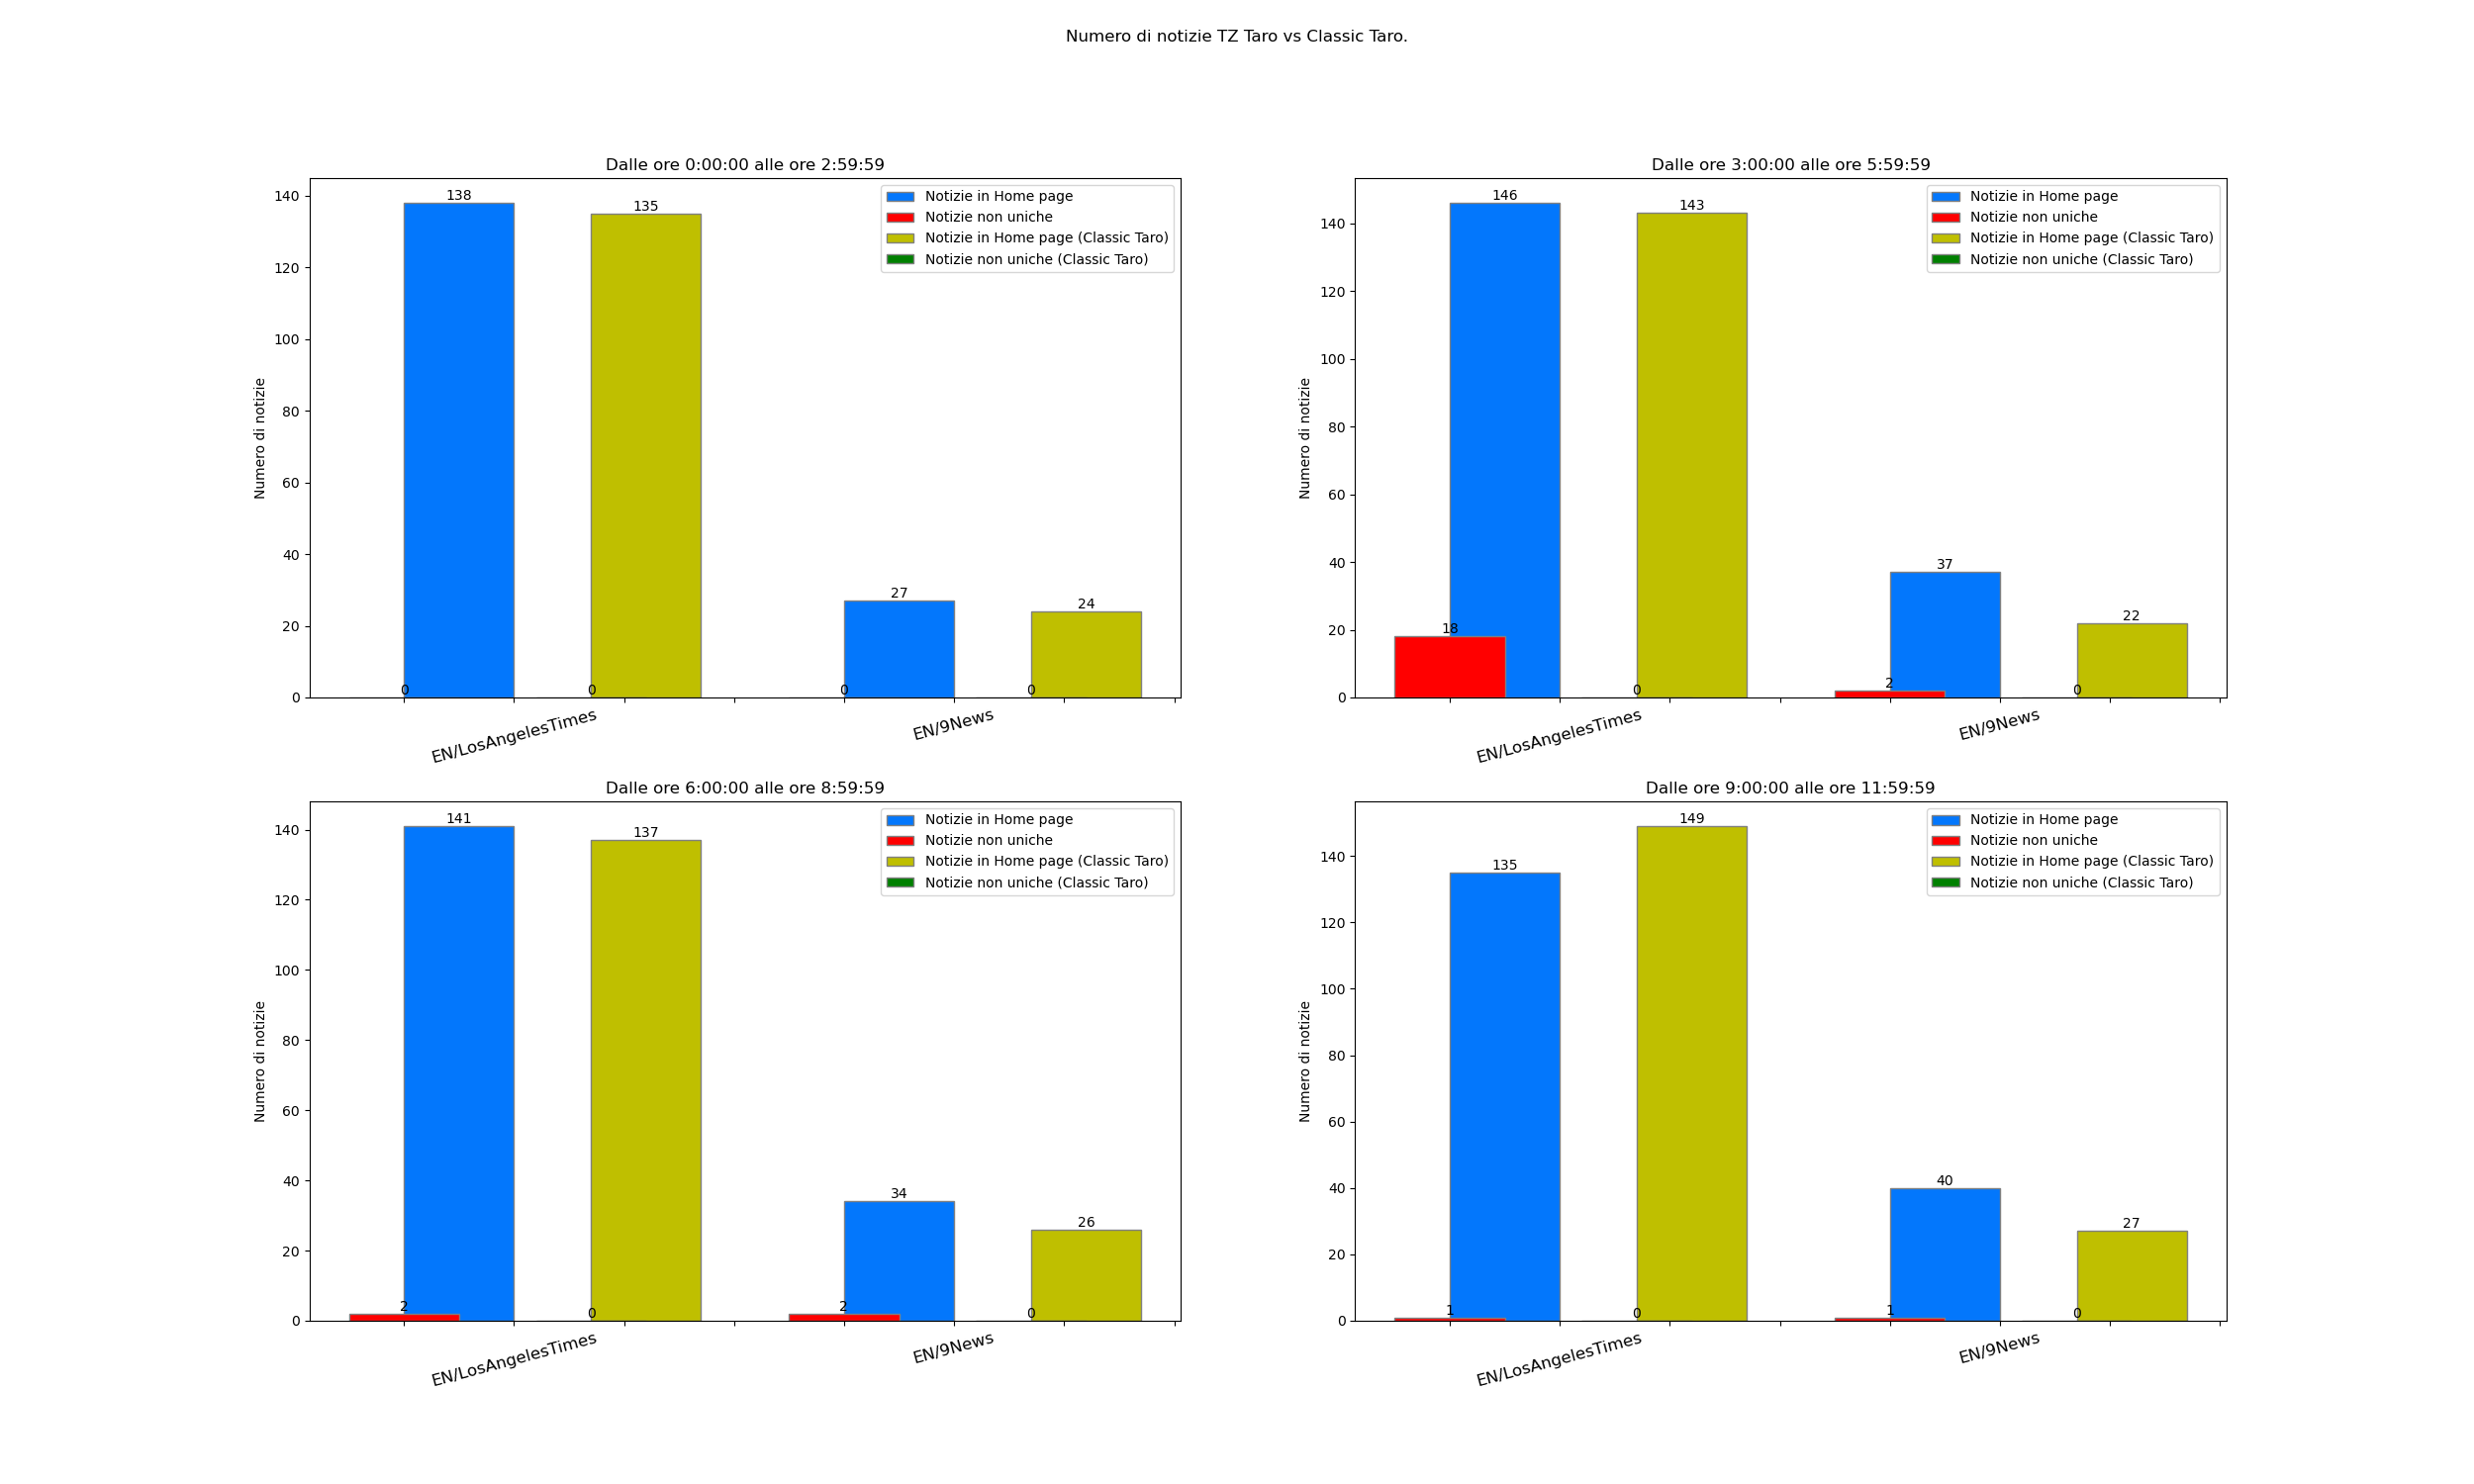 Numero di notizie TZ Taro vs Classic Taro.
Dalle ore 0:00:00 alle ore 2:59:59
Numero di notizie
140
120
100
80
60
40
20
0
138
135
27
24
0
0
0
0
Notizie in Home page
Notizie non uniche
Notizie in Home page (Classic Taro)
Notizie non uniche (Classic Taro)
EN/LosAngelesTimes
EN/9News
Dalle ore 3:00:00 alle ore 5:59:59
Numero di notizie
140
120
100
80
60
40
20
0
146
143
37
22
18
0
2
0
Notizie in Home page
Notizie non uniche
Notizie in Home page (Classic Taro)
Notizie non uniche (Classic Taro)
EN/LosAngelesTimes
EN/9News
Dalle ore 6:00:00 alle ore 8:59:59
Numero di notizie
140
120
100
80
60
40
20
0
141
137
34
26
2
0
2
0
Notizie in Home page
Notizie non uniche
Notizie in Home page (Classic Taro)
Notizie non uniche (Classic Taro)
EN/LosAngelesTimes
EN/9News
Dalle ore 9:00:00 alle ore 11:59:59
Numero di notizie
140
120
100
80
60
40
20
0
135
149
40
27
1
0
1
0
Notizie in Home page
Notizie non uniche
Notizie in Home page (Classic Taro)
Notizie non uniche (Classic Taro)
EN/LosAngelesTimes
EN/9News